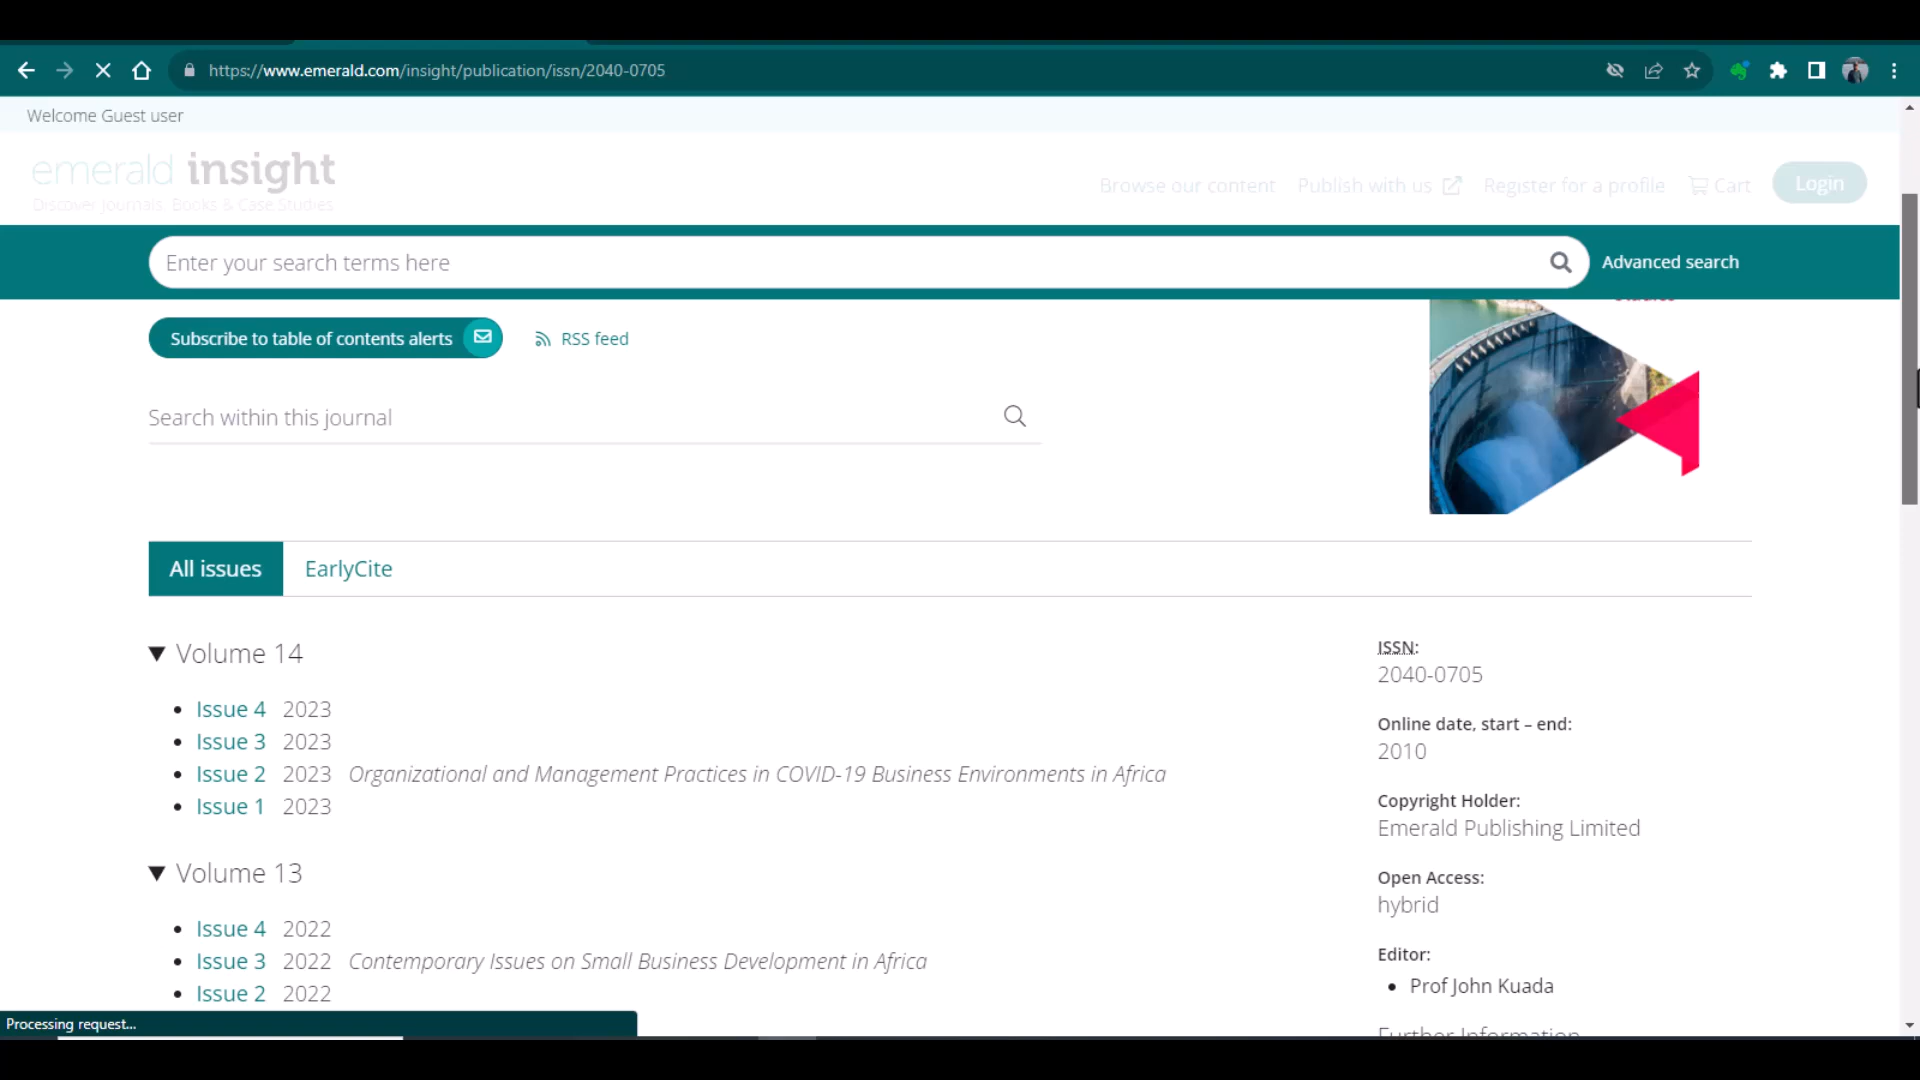 https://www.emerald.com/insight/publication/issn/2040-0705
Welcome Guest user
emerald insight
Discover Journals, Books & Case Studies
Browse our content
Publish with us
Register for a profile
Cart
Login
Enter your search terms here
Advanced search
Subscribe to table of contents alerts
RSS feed
Search within this journal
All issues
EarlyCite
Volume 14
Issue 4 2023
Issue 3 2023
Issue 2 2023 Organizational and Management Practices in COVID-19 Business Environments in Africa
Issue 1 2023
Volume 13
Issue 4 2022
Issue 3 2022 Contemporary Issues on Small Business Development in Africa
Issue 2 2022
ISSN:
2040-0705
Online date, start – end:
2010
Copyright Holder:
Emerald Publishing Limited
Open Access:
hybrid
Editor:
Prof John Kuada
Further Information
Processing request...